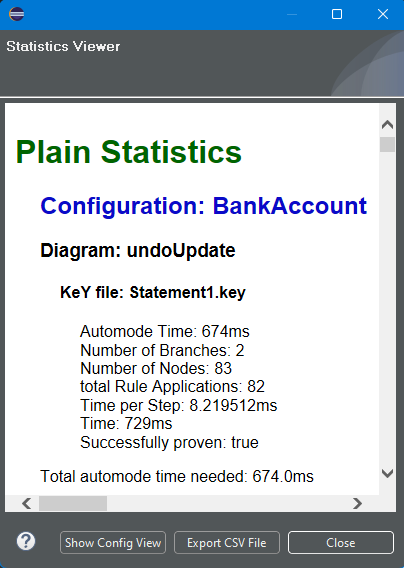 Statistics Viewer
Plain Statistics
Configuration: BankAccount
Diagram: undoUpdate
KeY file: Statement1.key
Automode Time: 674ms
Number of Branches: 2
Number of Nodes: 83
total Rule Applications: 82
Time per Step: 8.219512ms
Time: 729ms
Successfully proven: true
Total automode time needed: 674.0ms
? Show Config View Export CSV File Close